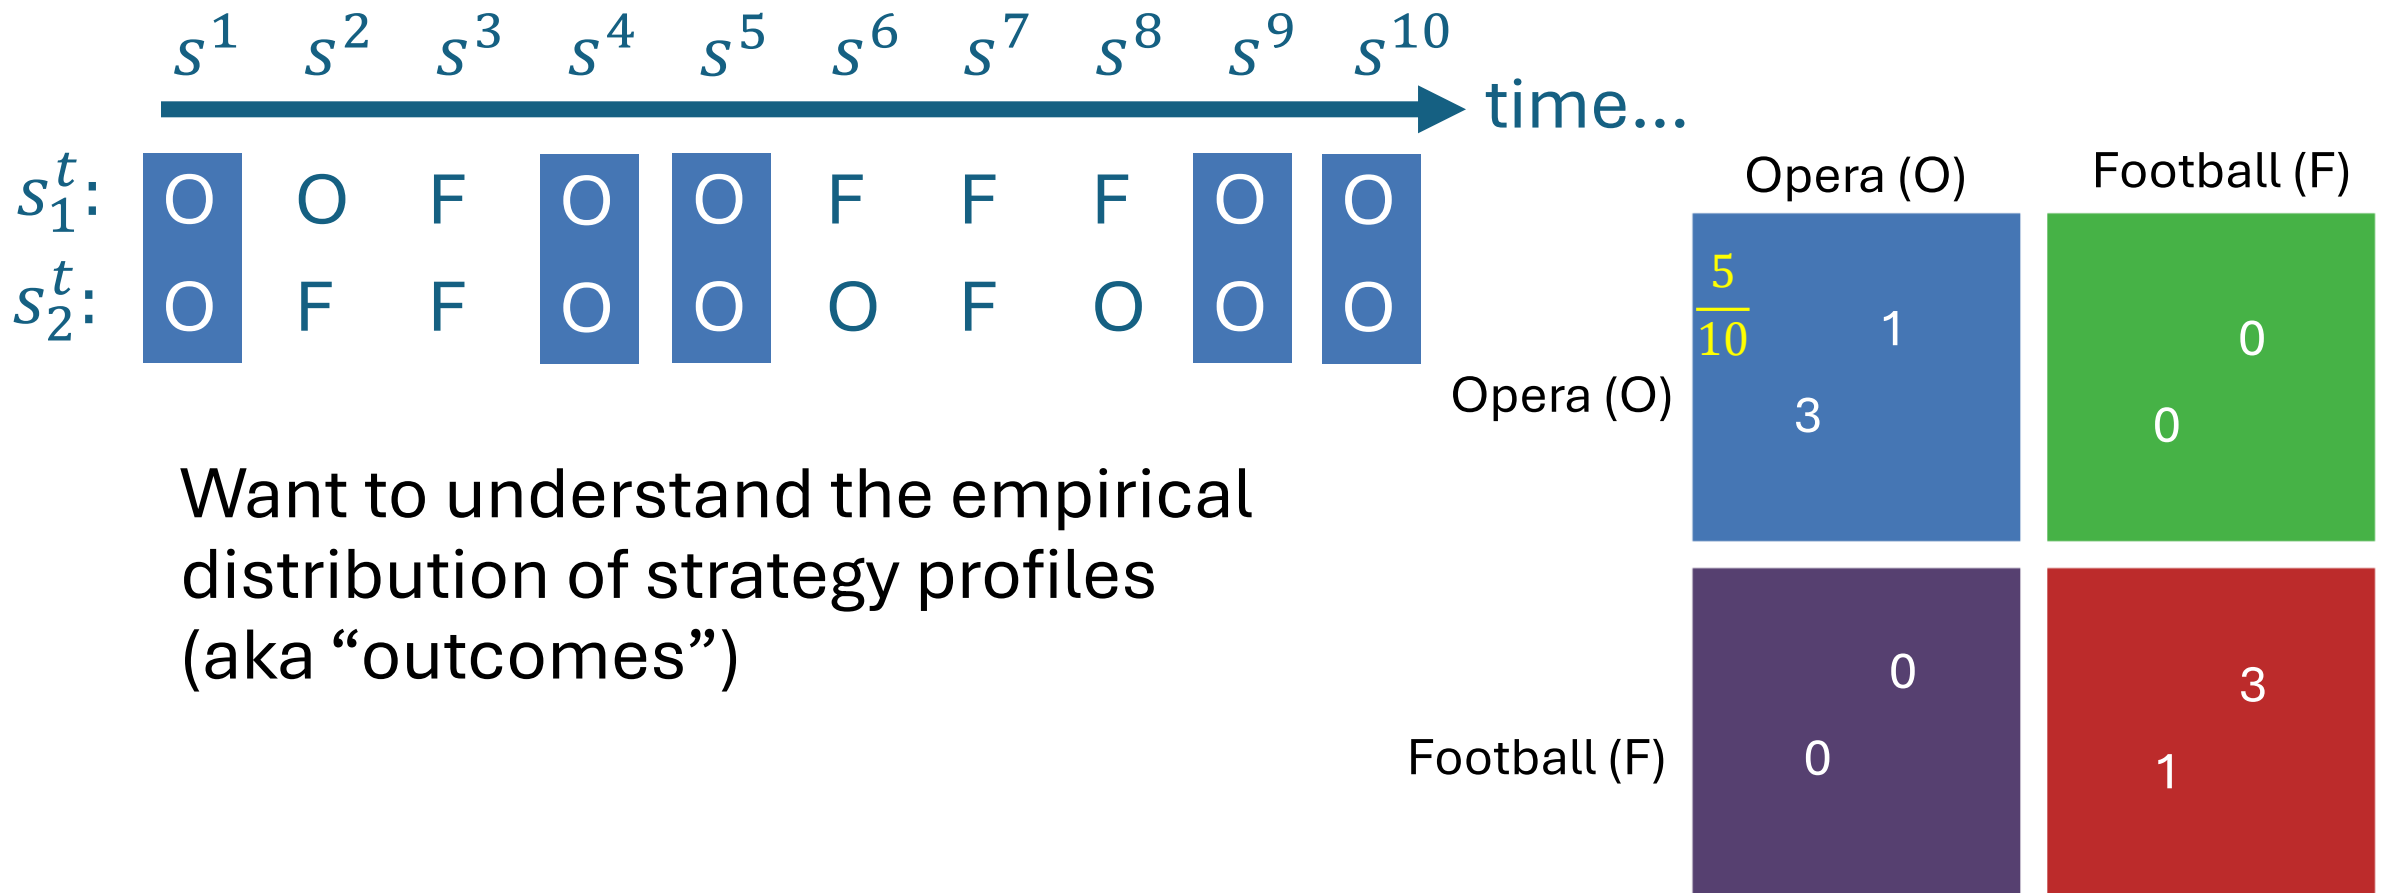 s¹ s² s³ s⁴ s⁵ s⁶ s⁷ s⁸ s⁹ s¹⁰
time...
s₁ᵗ: O O F O O F F F O O
s₂ᵗ: O F F O O O F O O O
Want to understand the empirical
distribution of strategy profiles
(aka “outcomes”)
Opera (O) Football (F)
Opera (O)
5/10
1
3
0
0
Football (F)
0
0
3
1